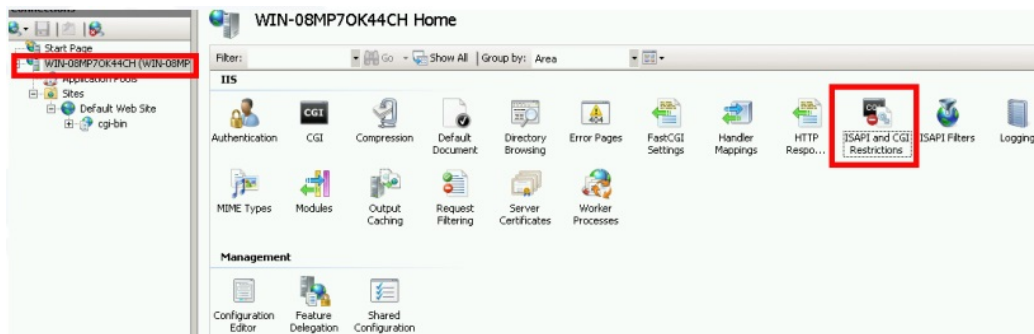 Connections
WIN-08MP7OK44CH Home
Start Page
WIN-08MP7OK44CH (WIN-08MP
Application Pools
Sites
Default Web Site
cgi-bin
Filter:
Go
Show All
Group by: Area
IIS
Authentication
CGI
Compression
Default
Document
Directory
Browsing
Error Pages
FastCGI
Settings
Handler
Mappings
HTTP
Respo...
ISAPI and CGI
Restrictions
ISAPI Filters
Logging
MIME Types
Modules
Output
Caching
Request
Filtering
Server
Certificates
Worker
Processes
Management
Configuration
Editor
Feature
Delegation
Shared
Configuration